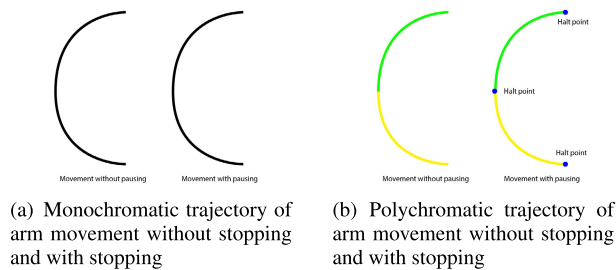 Halt point
Halt point
Halt point
Movement without pausing
Movement with pausing
Movement without pausing
Movement with pausing
(a) Monochromatic trajectory of
arm movement without stopping
and with stopping
(b) Polychromatic trajectory of
arm movement without stopping
and with stopping